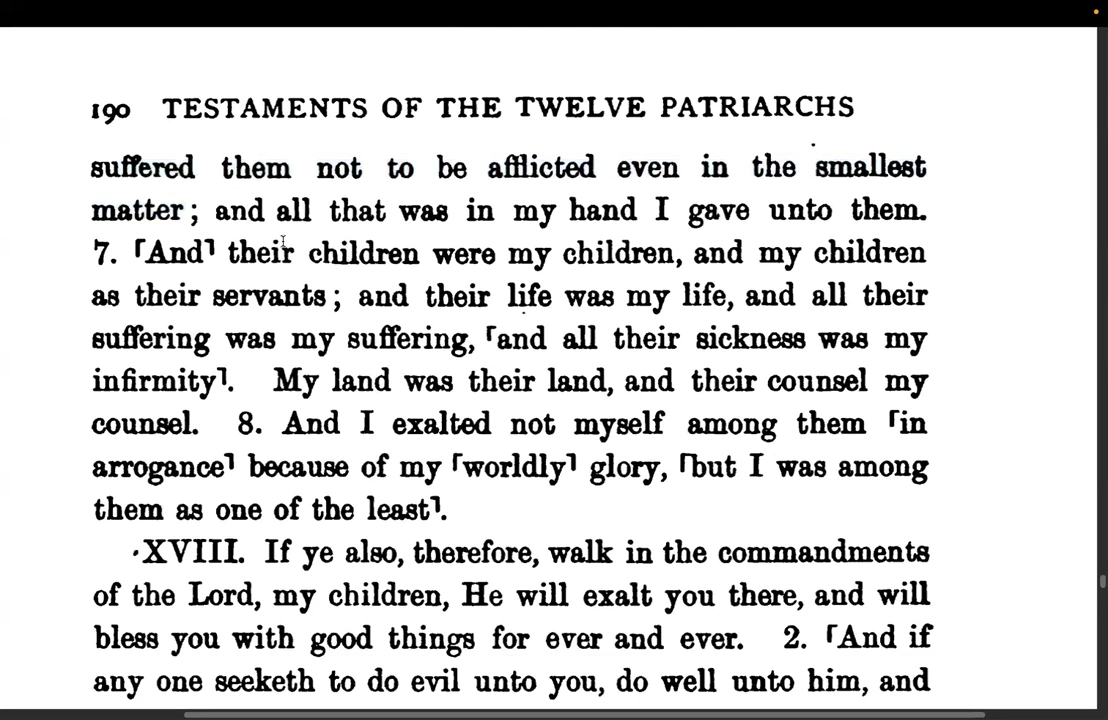 190 TESTAMENTS OF THE TWELVE PATRIARCHS
suffered them not to be afflicted even in the smallest
matter; and all that was in my hand I gave unto them.
7. ⌜And⌝ their children were my children, and my children
as their servants; and their life was my life, and all their
suffering was my suffering, ⌜and all their sickness was my
infirmity⌝. My land was their land, and their counsel my
counsel. 8. And I exalted not myself among them ⌜in
arrogance⌝ because of my ⌜worldly⌝ glory, ⌜but I was among
them as one of the least⌝.
XVIII. If ye also, therefore, walk in the commandments
of the Lord, my children, He will exalt you there, and will
bless you with good things for ever and ever. 2. ⌜And if
any one seeketh to do evil unto you, do well unto him, and